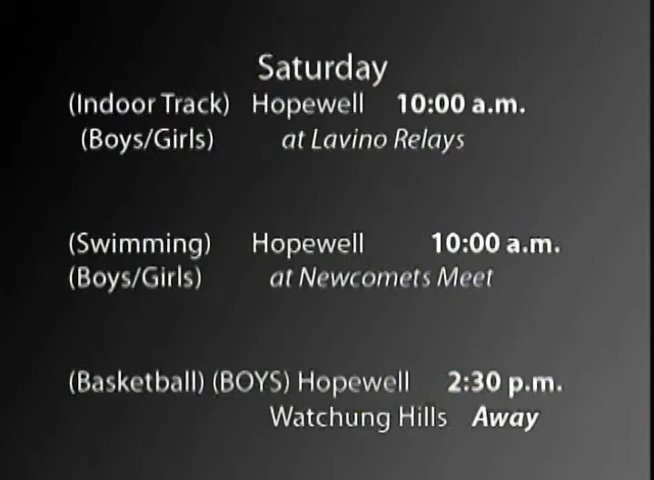 Saturday
(Indoor Track) Hopewell 10:00 a.m.
(Boys/Girls) at Lavino Relays
(Swimming) Hopewell 10:00 a.m.
(Boys/Girls) at Newcomets Meet
(Basketball) (BOYS) Hopewell 2:30 p.m.
Watchung Hills Away